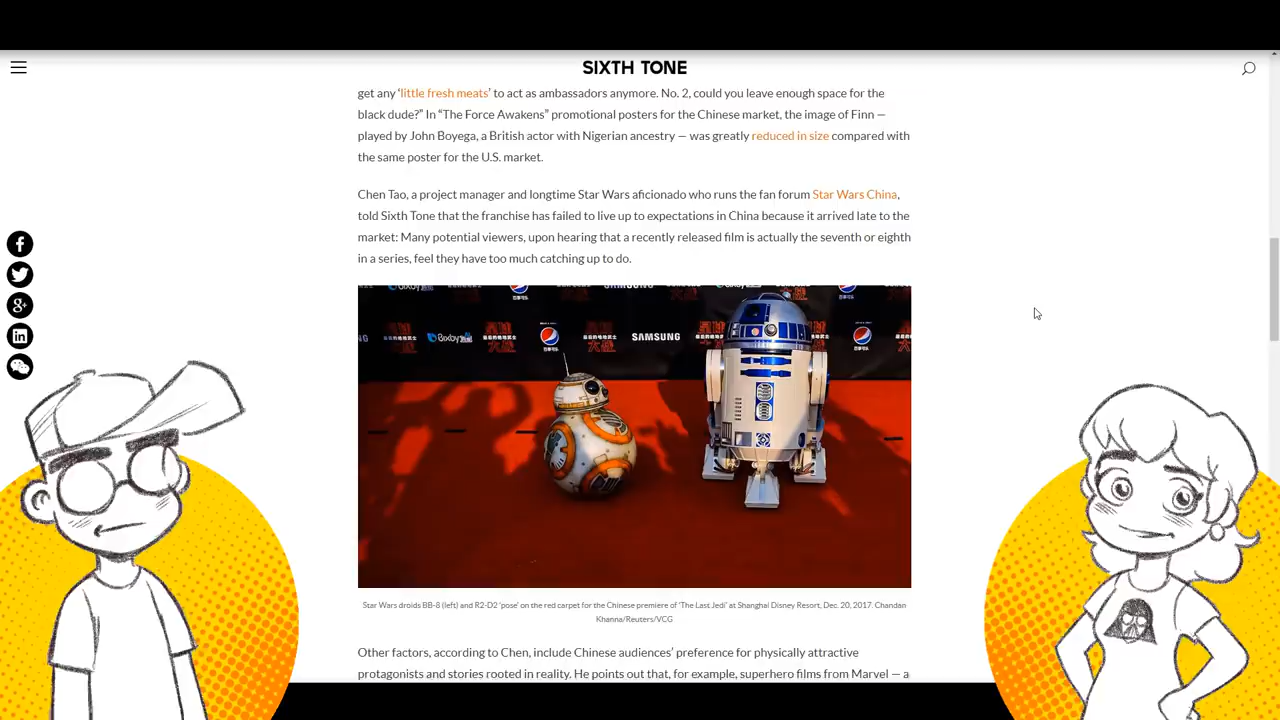 SIXTH TONE
get any ‘little fresh meats’ to act as ambassadors anymore. No. 2, could you leave enough space for the
black dude?” In “The Force Awakens” promotional posters for the Chinese market, the image of Finn —
played by John Boyega, a British actor with Nigerian ancestry — was greatly reduced in size compared with
the same poster for the U.S. market.
Chen Tao, a project manager and longtime Star Wars aficionado who runs the fan forum Star Wars China,
told Sixth Tone that the franchise has failed to live up to expectations in China because it arrived late to the
market: Many potential viewers, upon hearing that a recently released film is actually the seventh or eighth
in a series, feel they have too much catching up to do.
SAMSUNG
Star Wars droids BB-8 (left) and R2-D2 ‘pose’ on the red carpet for the Chinese premiere of ‘The Last Jedi’ at Shanghai Disney Resort, Dec. 20, 2017. Chandan
Khanna/Reuters/VCG
Other factors, according to Chen, include Chinese audiences’ preference for physically attractive
protagonists and stories rooted in reality. He points out that, for example, superhero films from Marvel — a